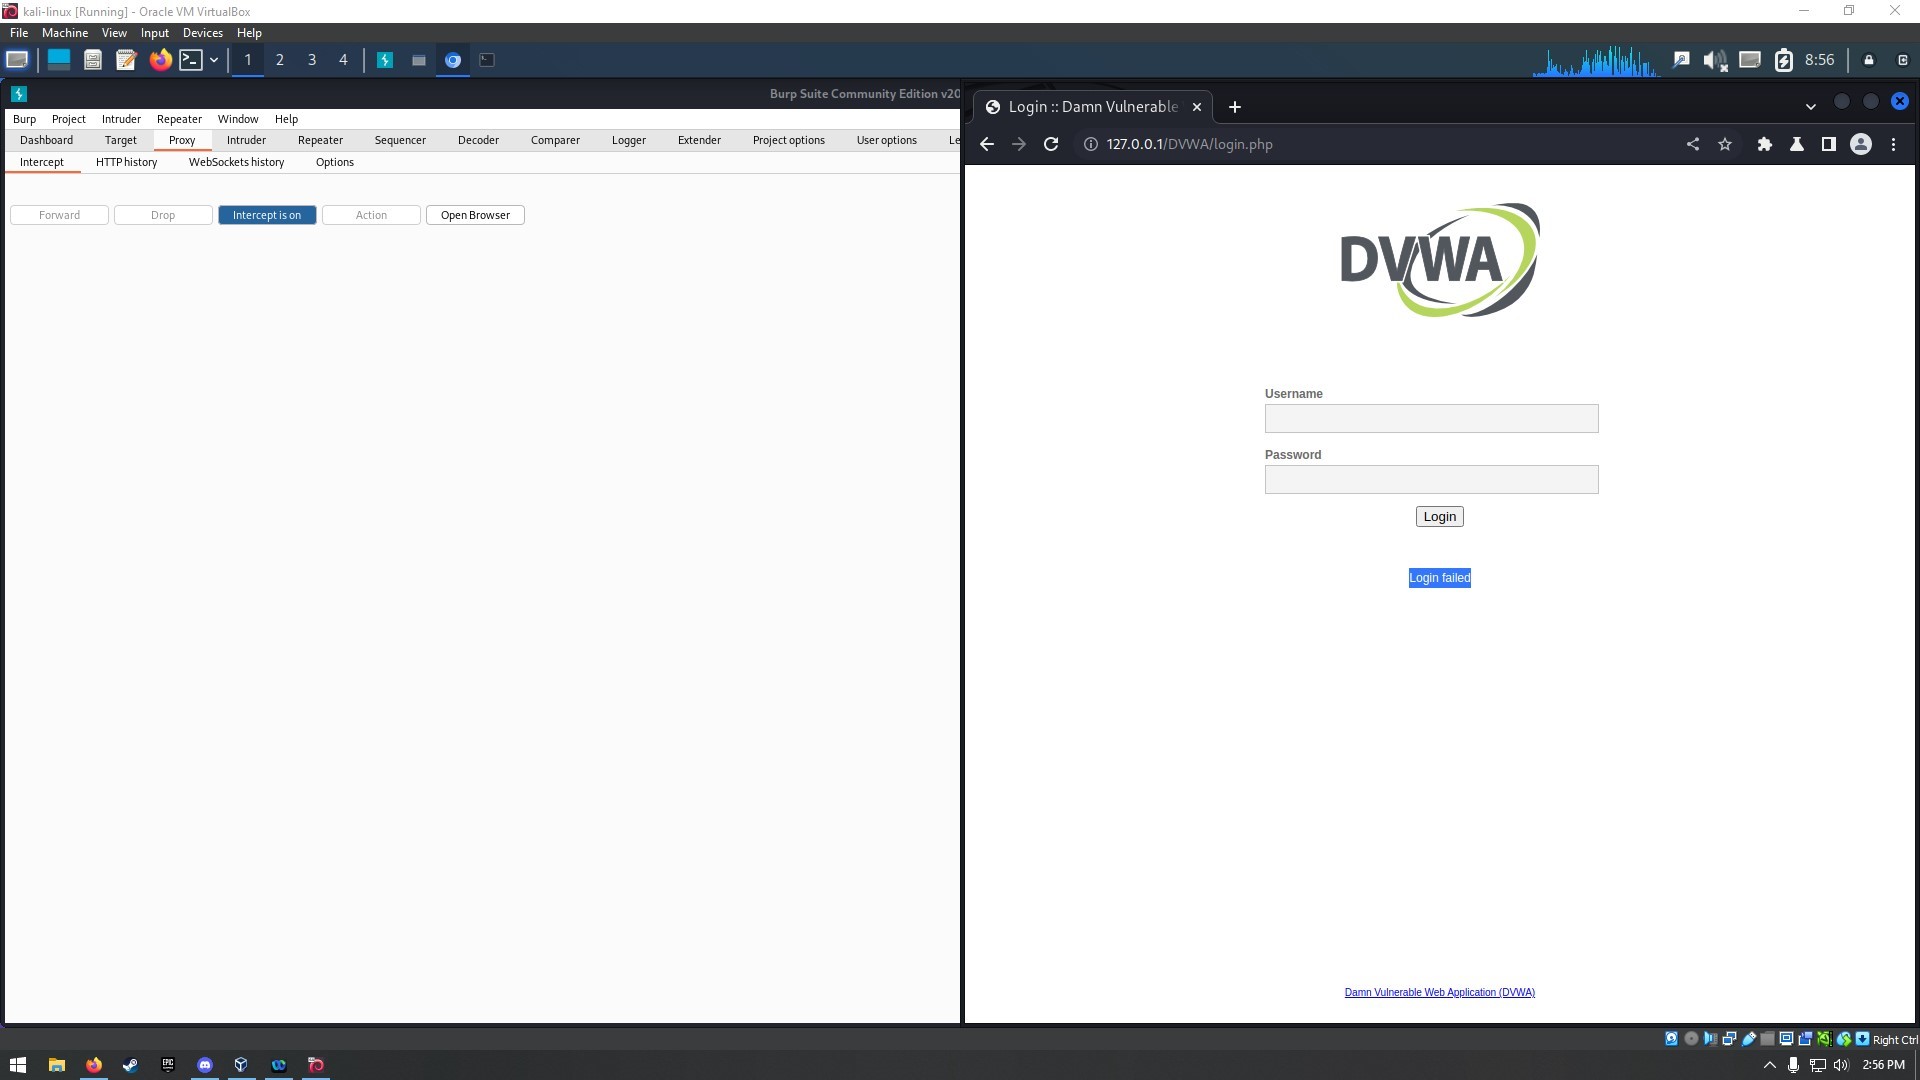 kali-linux [Running] - Oracle VM VirtualBox
File Machine View Input Devices Help
1 2 3 4 8:56
Burp Suite Community Edition v20
Burp Project Intruder Repeater Window Help
Dashboard Target Proxy Intruder Repeater Sequencer Decoder Comparer Logger Extender Project options User options Le
Intercept HTTP history WebSockets history Options
Forward Drop Intercept is on Action Open Browser
Login :: Damn Vulnerable
127.0.0.1/DVWA/login.php
DVWA
Username
Password
Login
Login failed
Damn Vulnerable Web Application (DVWA)
Right Ctrl
EPIC
2:56 PM